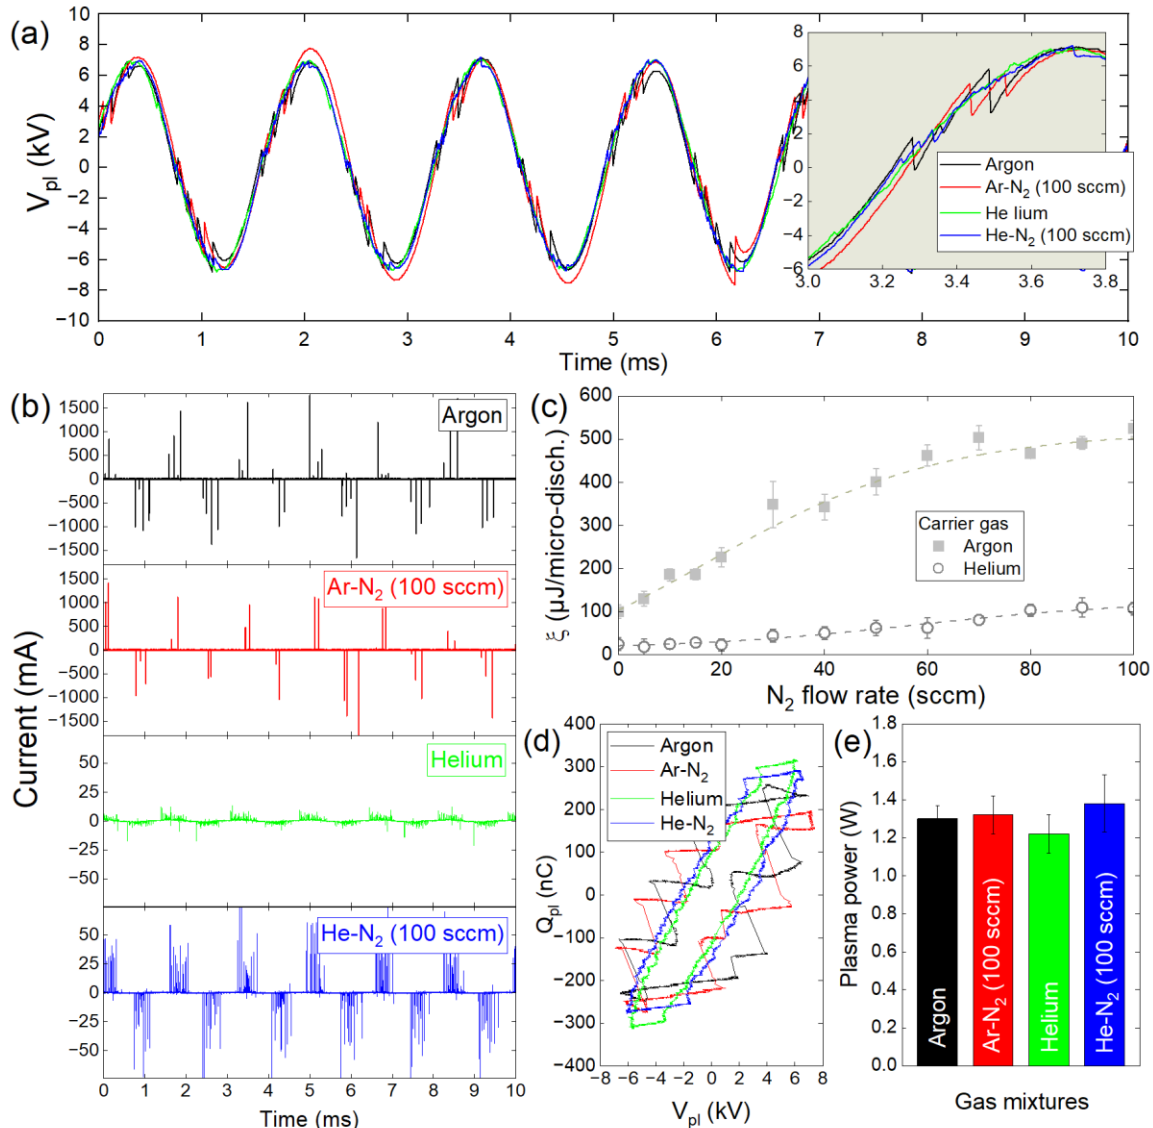 (a)
V_pl (kV)
10
8
6
4
2
0
−2
−4
−6
−8
−10
0 1 2 3 4 5 6 7 8 9 10
Time (ms)
8
6
4
2
0
−2
−4
−6
3.0 3.2 3.4 3.6 3.8
Argon
Ar-N₂ (100 sccm)
He lium
He-N₂ (100 sccm)
(b)
Current (mA)
1500
1000
500
0
−500
−1000
−1500
Argon
1500
1000
500
0
−500
−1000
−1500
Ar-N₂ (100 sccm)
50
25
0
−25
−50
Helium
50
25
0
−25
−50
He-N₂ (100 sccm)
0 1 2 3 4 5 6 7 8 9 10
Time (ms)
(c)
ξ (μJ/micro-disch.)
600
500
400
300
200
100
0
Carrier gas
Argon
Helium
0 20 40 60 80 100
N₂ flow rate (sccm)
(d)
Q_pl (nC)
400
300
200
100
0
−100
−200
−300
−400
Argon
Ar-N₂
Helium
He-N₂
−8 −6 −4 −2 0 2 4 6 8
V_pl (kV)
(e)
Plasma power (W)
1.8
1.6
1.4
1.2
1.0
0.8
0.6
0.4
0.2
0.0
Argon
Ar-N₂ (100 sccm)
Helium
He-N₂ (100 sccm)
Gas mixtures